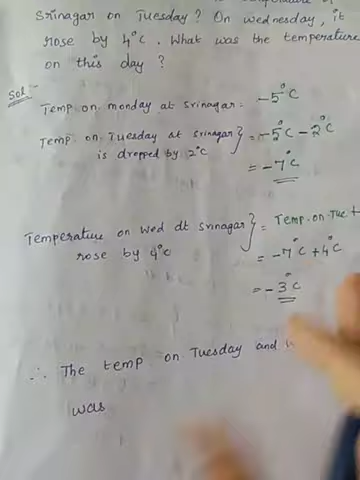 Srinagar on Tuesday? On wednesday, it
rose by 4°c. What was the temperature
on this day?
Sol:-
Temp on monday at srinagar = -5°C
Temp on Tuesday at srinagar } = -5°C - 2°C
is dropped by 2°C
= -7°C
Temperature on wed at srinagar } = Temp. on Tue +
rose by 4°c
= -7°C + 4°C
= -3°C
∴ The temp on Tuesday and
was